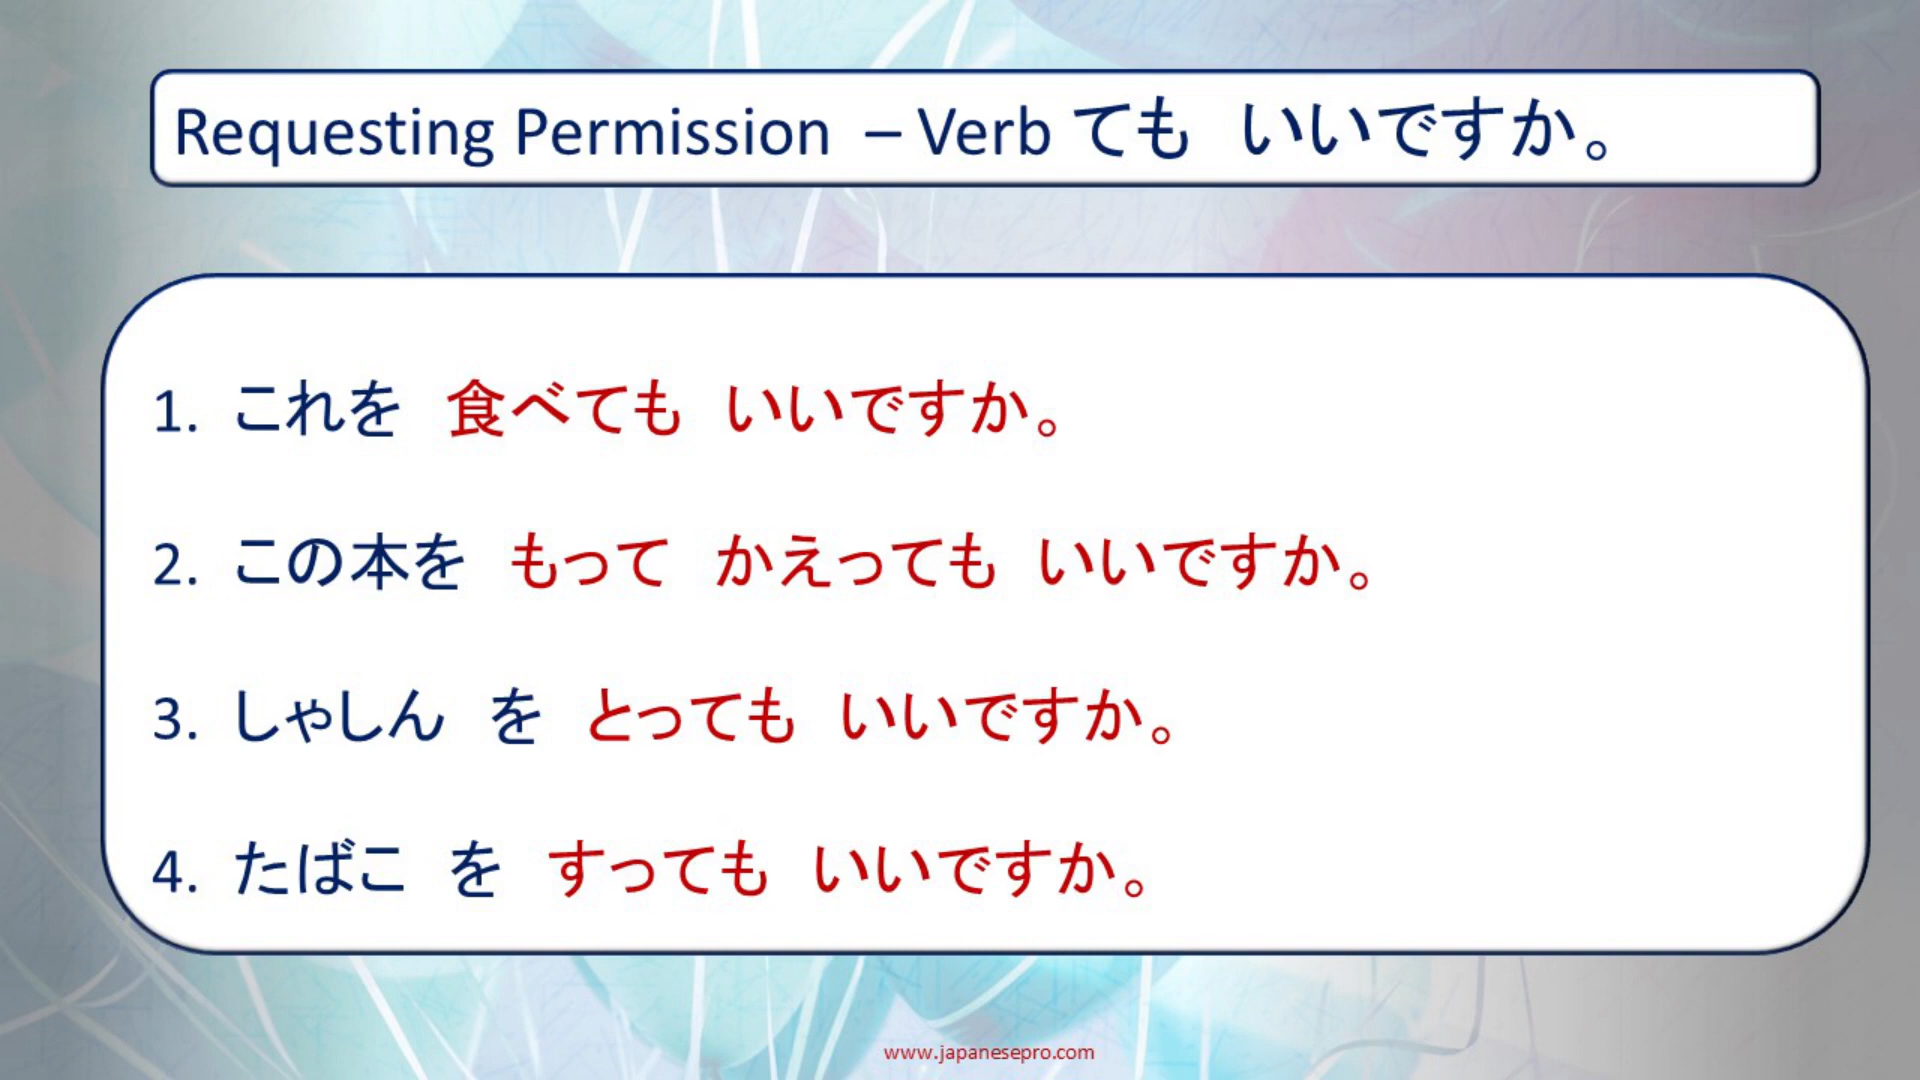 Requesting Permission – Verb ても いいですか。
1. これを 食べても いいですか。
2. この本を もって かえっても いいですか。
3. しゃしん を とっても いいですか。
4. たばこ を すっても いいですか。
www.japanesepro.com